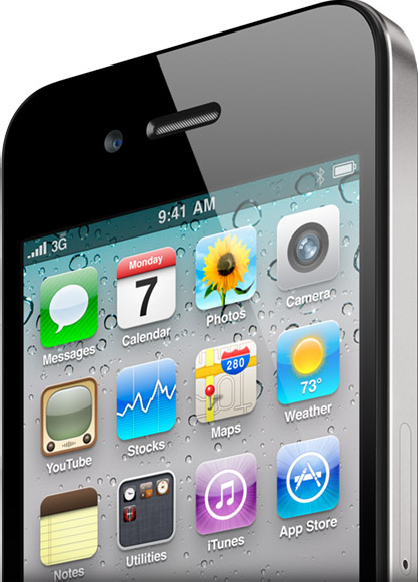 3G 9:41 AM
Monday
7
Messages Calendar Photos Camera
280
73°
YouTube Stocks Maps Weather
Notes Utilities iTunes App Store